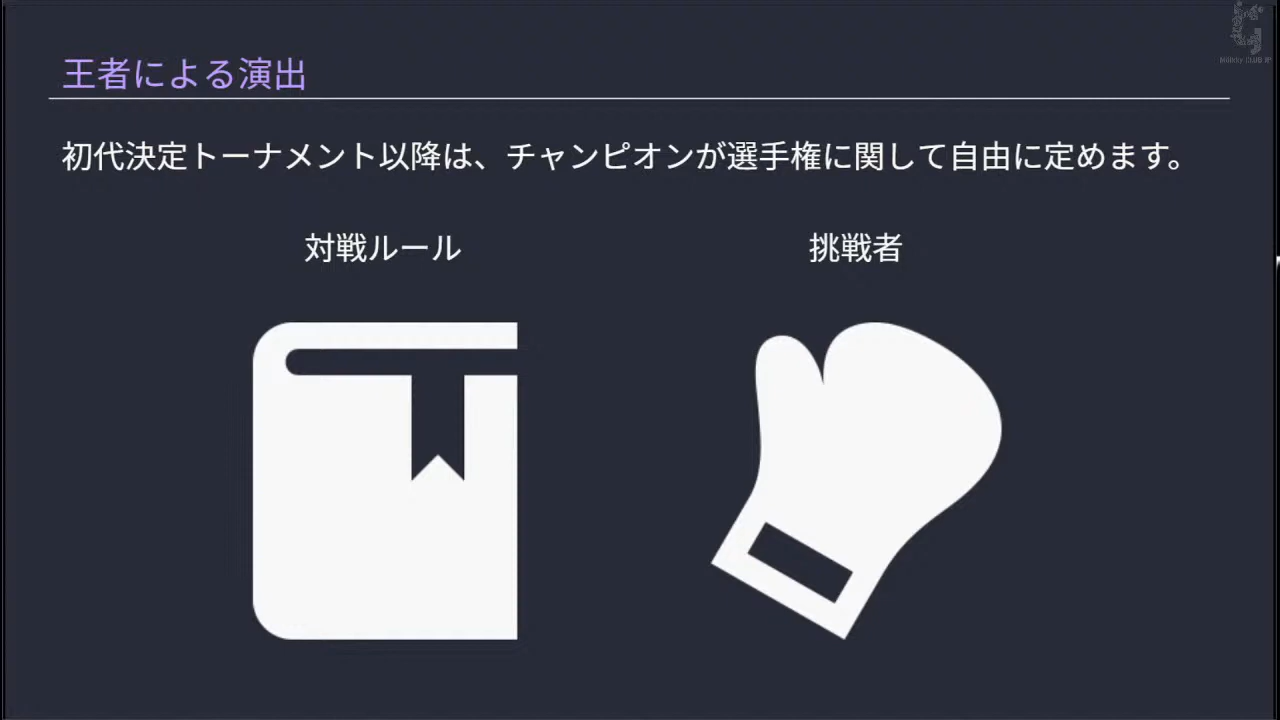 王者による演出
初代決定トーナメント以降は、チャンピオンが選手権に関して自由に定めます。
対戦ルール
挑戦者